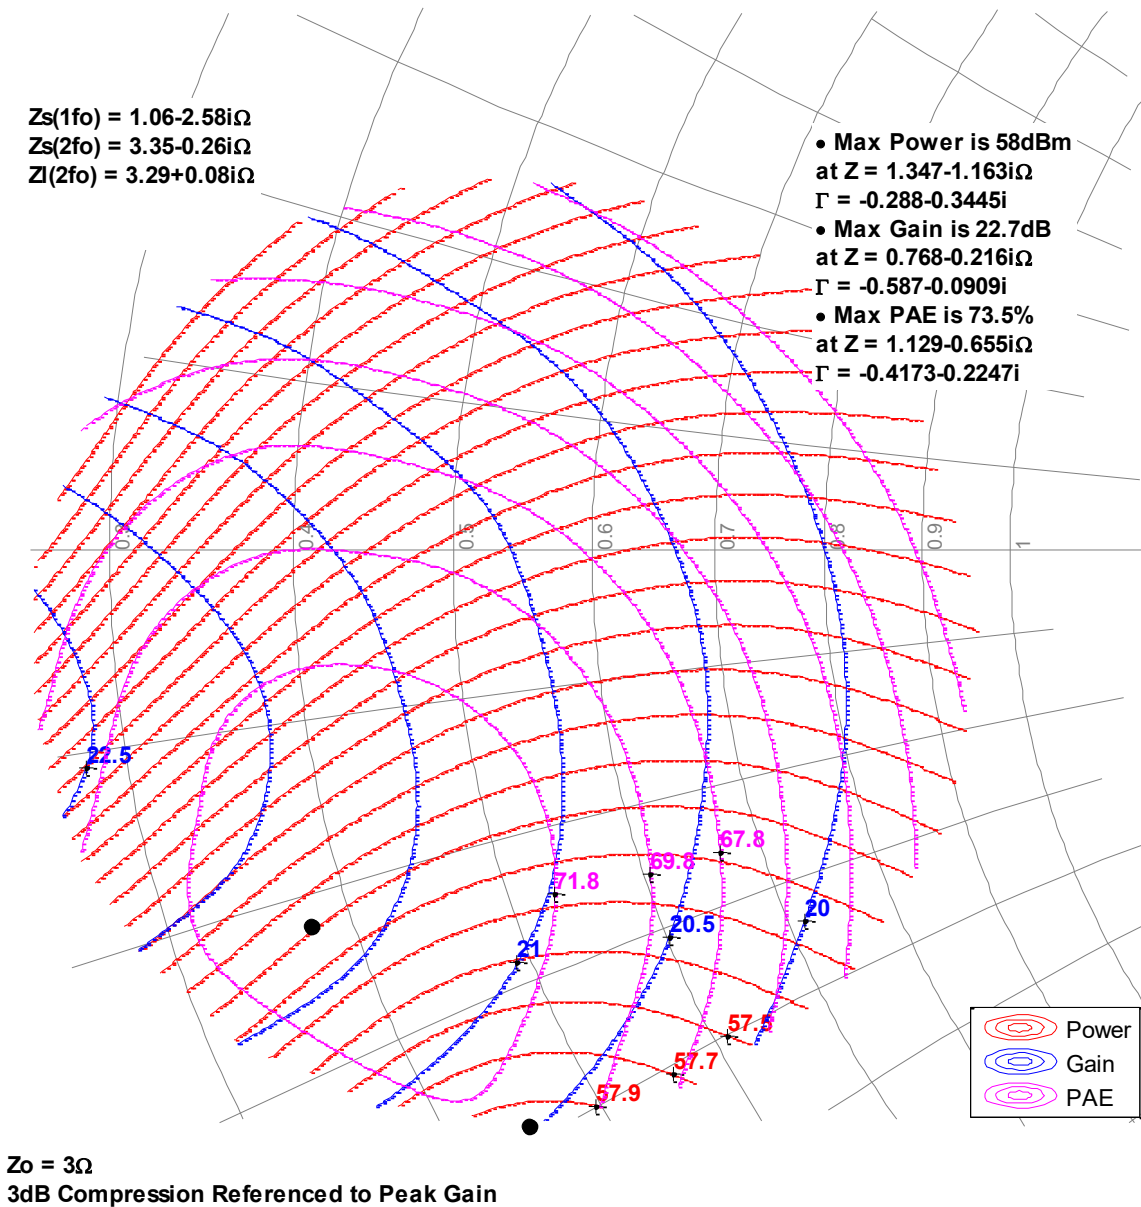 Zs(1fo) = 1.06-2.58iΩ
Zs(2fo) = 3.35-0.26iΩ
Zl(2fo) = 3.29+0.08iΩ
• Max Power is 58dBm
at Z = 1.347-1.163iΩ
Γ = -0.288-0.3445i
• Max Gain is 22.7dB
at Z = 0.768-0.216iΩ
Γ = -0.587-0.0909i
• Max PAE is 73.5%
at Z = 1.129-0.655iΩ
Γ = -0.4173-0.2247i
0.3
0.4
0.5
0.6
0.7
0.8
0.9
1
22.5
67.8
69.8
71.8
20
20.5
21
57.5
57.7
57.9
Power
Gain
PAE
Zo = 3Ω
3dB Compression Referenced to Peak Gain